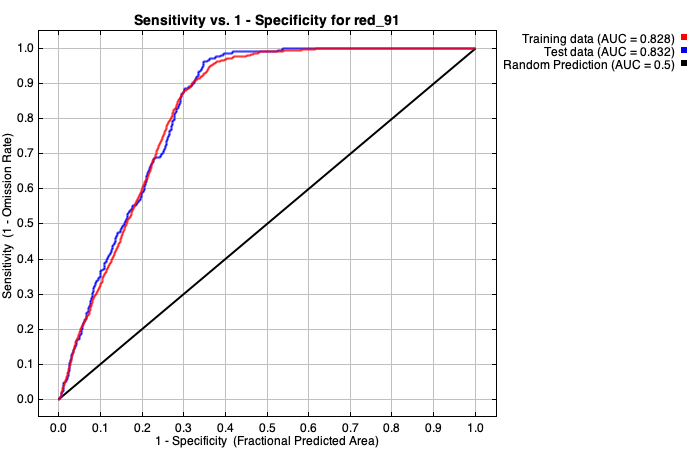 Sensitivity vs. 1 - Specificity for red_91
Training data (AUC = 0.828)
Test data (AUC = 0.832)
Random Prediction (AUC = 0.5)
Sensitivity (1 - Omission Rate)
1.0
0.9
0.8
0.7
0.6
0.5
0.4
0.3
0.2
0.1
0.0
0.0 0.1 0.2 0.3 0.4 0.5 0.6 0.7 0.8 0.9 1.0
1 - Specificity (Fractional Predicted Area)